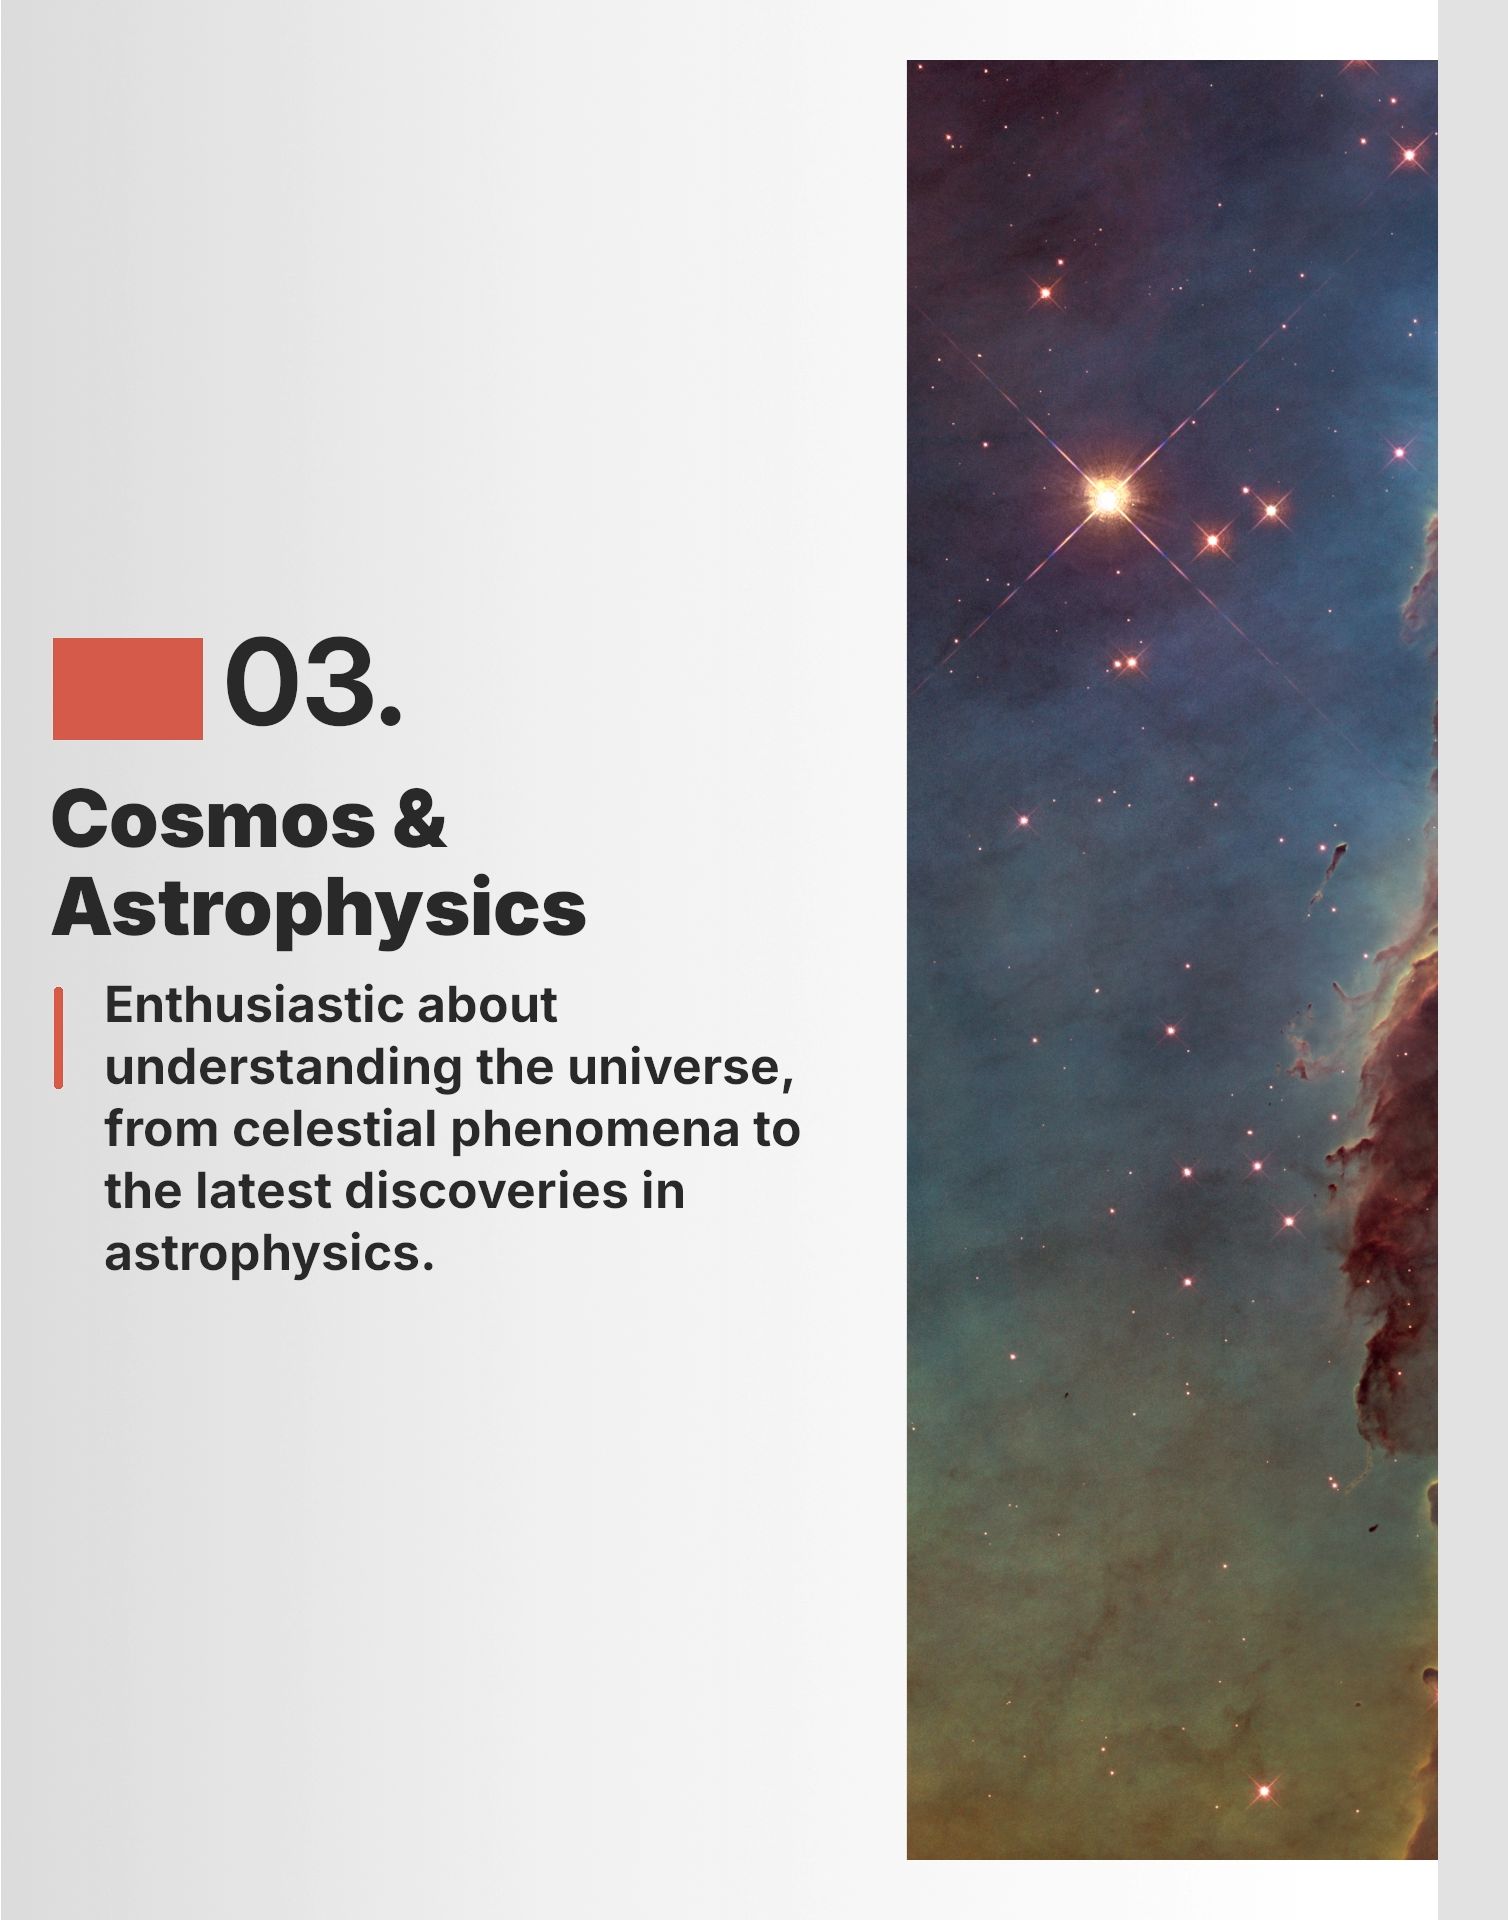 03.
Cosmos &
Astrophysics
Enthusiastic about
understanding the universe,
from celestial phenomena to
the latest discoveries in
astrophysics.